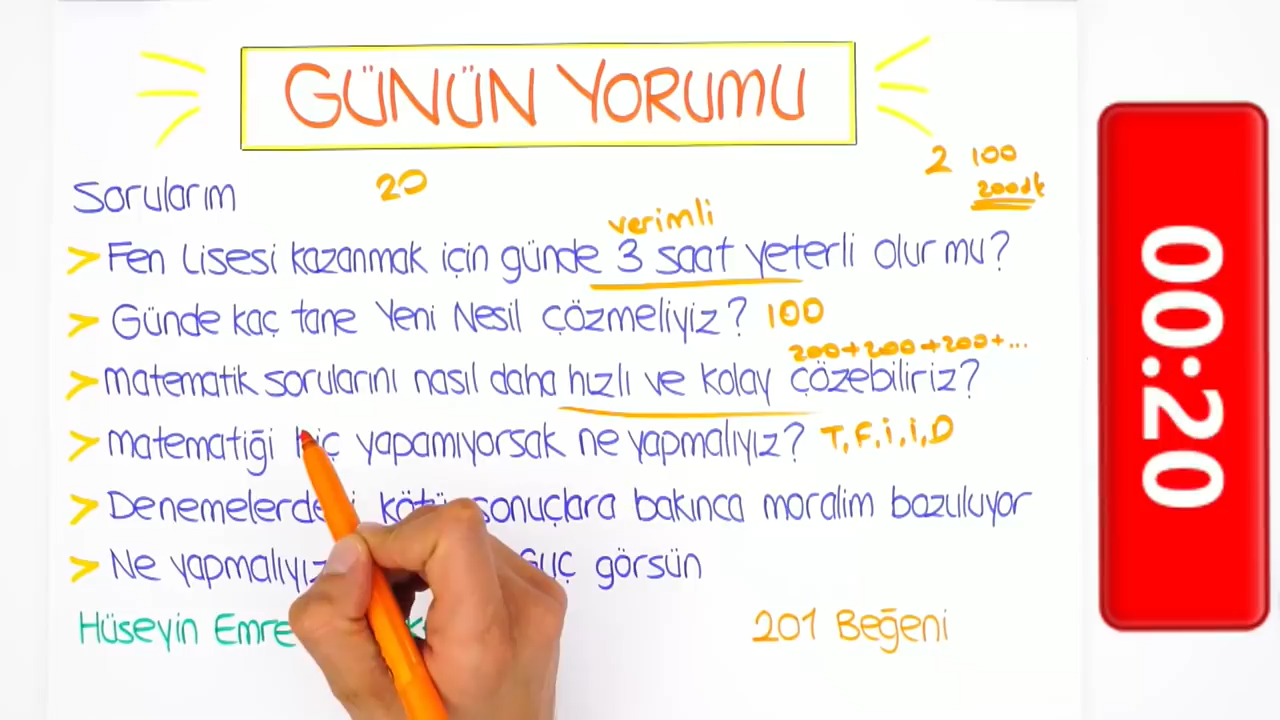 GÜNÜN YORUMU
2 100
200dk
Sorularım 20
verimli
> Fen Lisesi kazanmak için günde 3 saat yeterli olur mu?
> Günde kaç tane Yeni Nesil çözmeliyiz? 100
200+200+200+...
> matematik sorularını nasıl daha hızlı ve kolay çözebiliriz?
> matematiği hiç yapamıyorsak ne yapmalıyız? T,F,i,i,D
> Denemelerde kötü sonuçlara bakınca moralim bozuluyor
> Ne yapmalıyız görsün
Hüseyin Emre 201 Beğeni
00:20